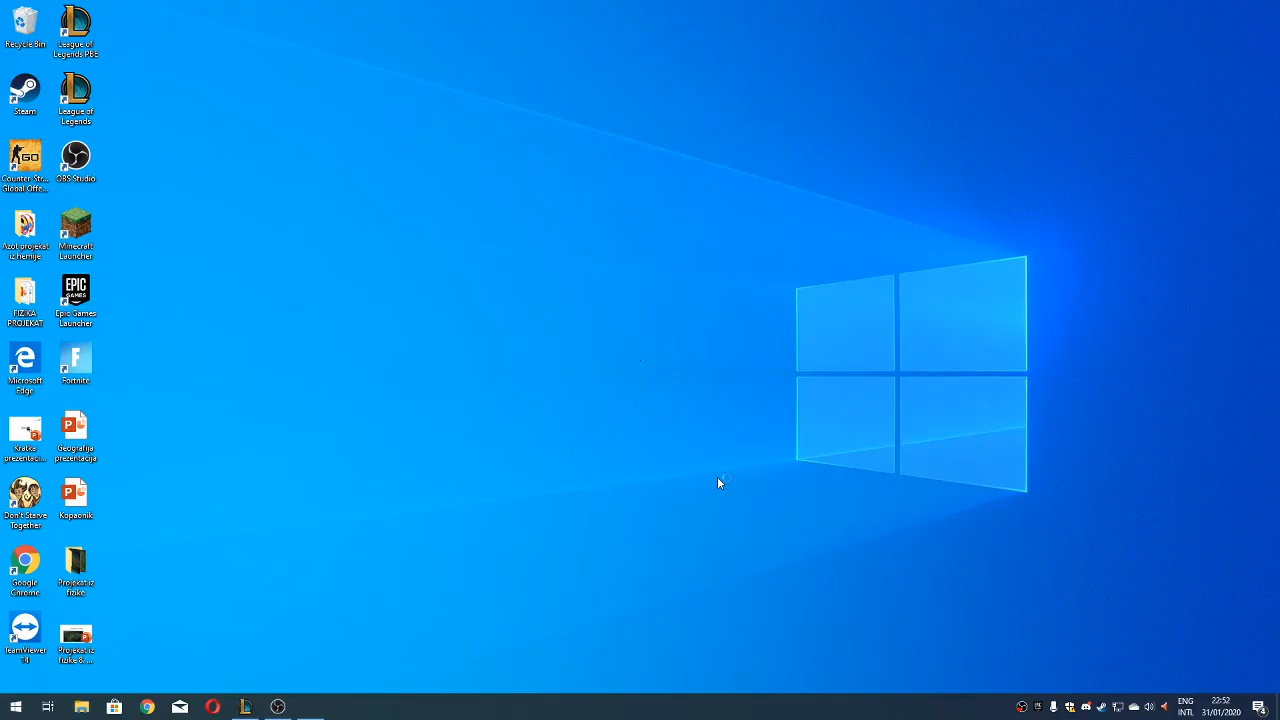 Recycle Bin
League of
Legends PBE
Steam
League of
Legends
GO
Counter-Str...
Global Offe...
OBS Studio
Azot projekat
iz hemije
Minecraft
Launcher
FIZIKA
PROJEKAT
EPIC
GAMES
Epic Games
Launcher
Microsoft
Edge
F
Fortnite
Kratka
prezentaci...
P
Geografija
prezentacija
Don't Starve
Together
P
Kopaonik
Google
Chrome
Projekat iz
fizike
TeamViewer
14
Projekat iz
fizike 8. ...
ENG
INTL
22:52
31/01/2020
4